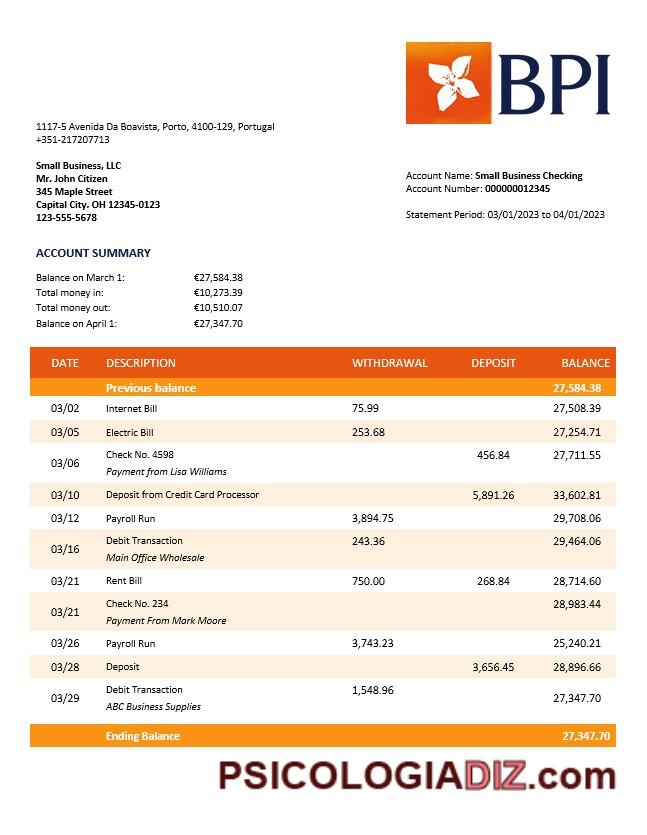 BPI
1117-5 Avenida Da Boavista, Porto, 4100-129, Portugal
+351-217207713
Small Business, LLC
Mr. John Citizen
345 Maple Street
Capital City. OH 12345-0123
123-555-5678
Account Name: Small Business Checking
Account Number: 000000012345
Statement Period: 03/01/2023 to 04/01/2023
ACCOUNT SUMMARY
Balance on March 1: €27,584.38
Total money in: €10,273.39
Total money out: €10,510.07
Balance on April 1: €27,347.70
DATE DESCRIPTION WITHDRAWAL DEPOSIT BALANCE
Previous balance 27,584.38
03/02 Internet Bill 75.99 27,508.39
03/05 Electric Bill 253.68 27,254.71
03/06 Check No. 4598 456.84 27,711.55
Payment from Lisa Williams
03/10 Deposit from Credit Card Processor 5,891.26 33,602.81
03/12 Payroll Run 3,894.75 29,708.06
03/16 Debit Transaction 243.36 29,464.06
Main Office Wholesale
03/21 Rent Bill 750.00 268.84 28,714.60
03/21 Check No. 234 28,983.44
Payment From Mark Moore
03/26 Payroll Run 3,743.23 25,240.21
03/28 Deposit 3,656.45 28,896.66
03/29 Debit Transaction 1,548.96 27,347.70
ABC Business Supplies
Ending Balance 27,347.70
PSICOLOGIADIZ.com